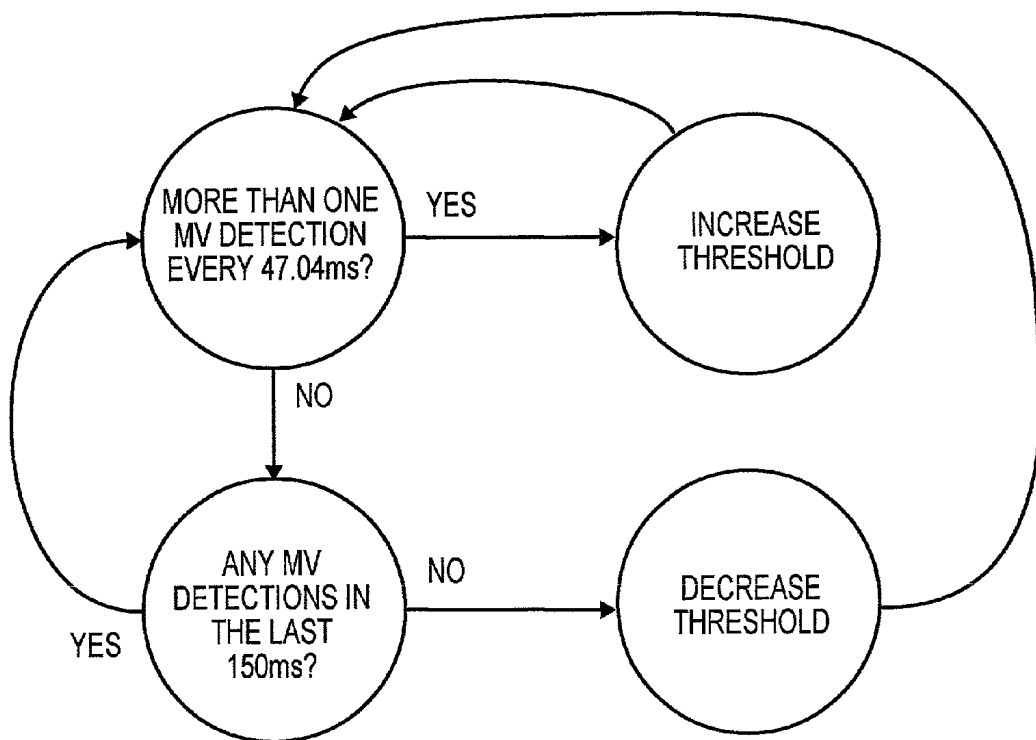 MORE THAN ONE
MV DETECTION
EVERY 47.04ms?
YES
INCREASE
THRESHOLD
NO
ANY MV
DETECTIONS IN
THE LAST
150ms?
YES
NO
DECREASE
THRESHOLD